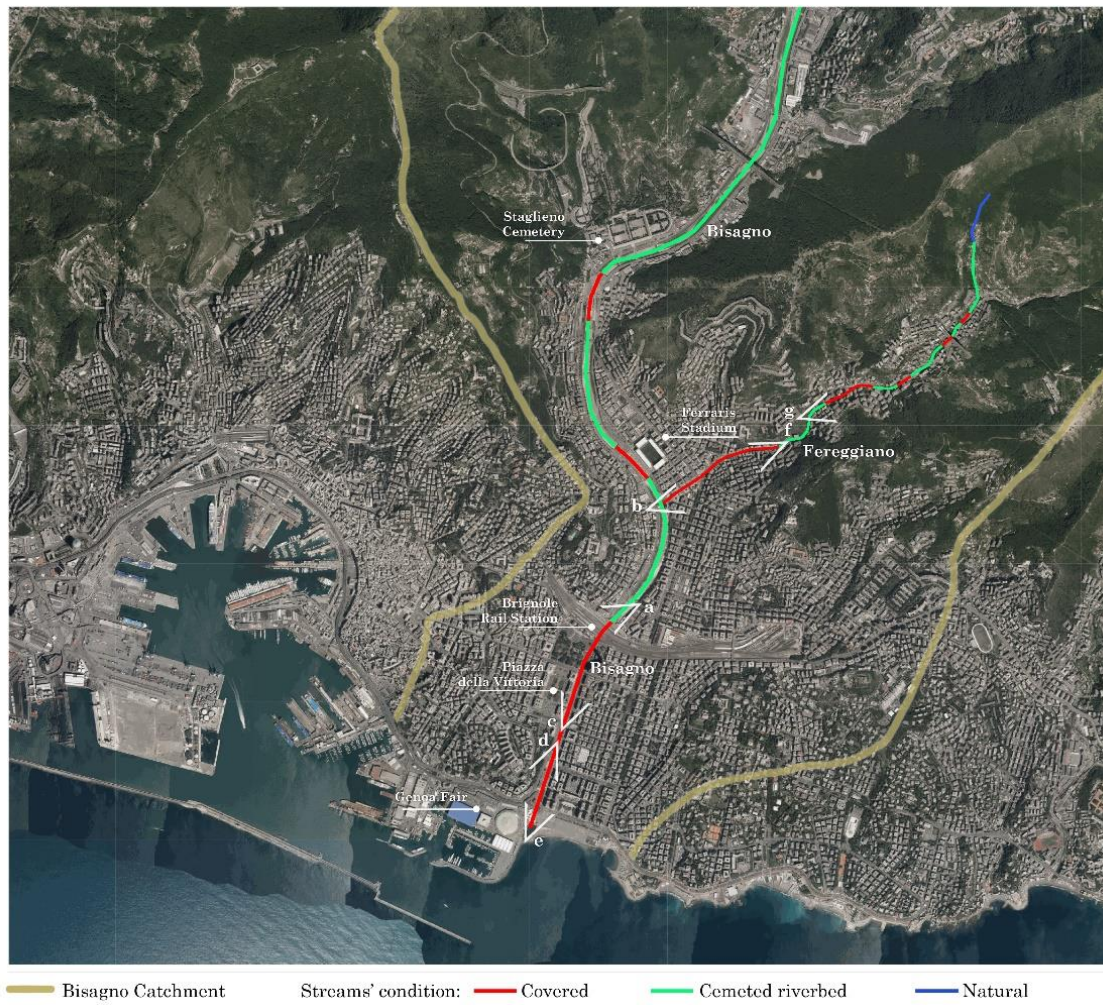 Staglieno
Cemetery
Bisagno
Ferraris
Stadium
g
f
Fereggiano
b
a
Brignole
Rail Station
Bisagno
Piazza
della Vittoria
c
d
Genoa Fair
e
Bisagno Catchment Streams' condition: Covered Cemeted riverbed Natural